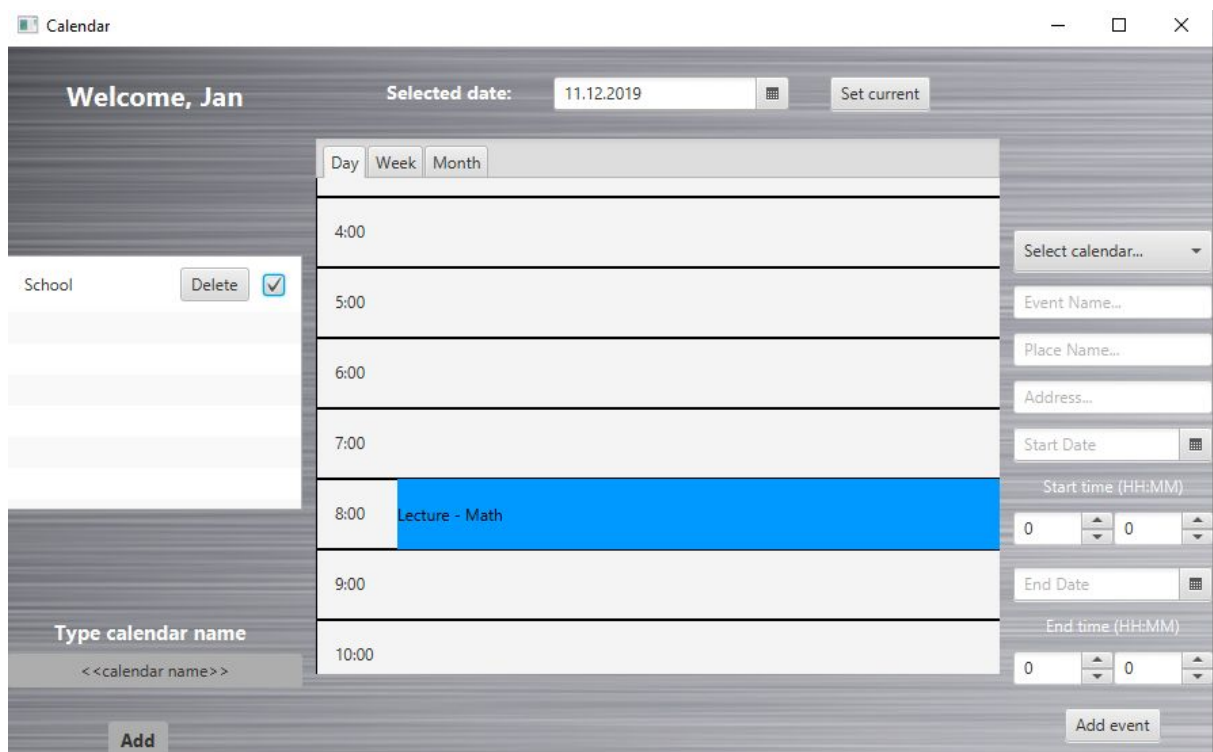 Calendar
Welcome, Jan
Selected date:
11.12.2019
Set current
Day
Week
Month
4:00
5:00
6:00
7:00
8:00
Lecture - Math
9:00
10:00
School
Delete
Type calendar name
<<calendar name>>
Add
Select calendar...
Event Name...
Place Name...
Address...
Start Date
Start time (HH:MM)
0
0
End Date
End time (HH:MM)
0
0
Add event